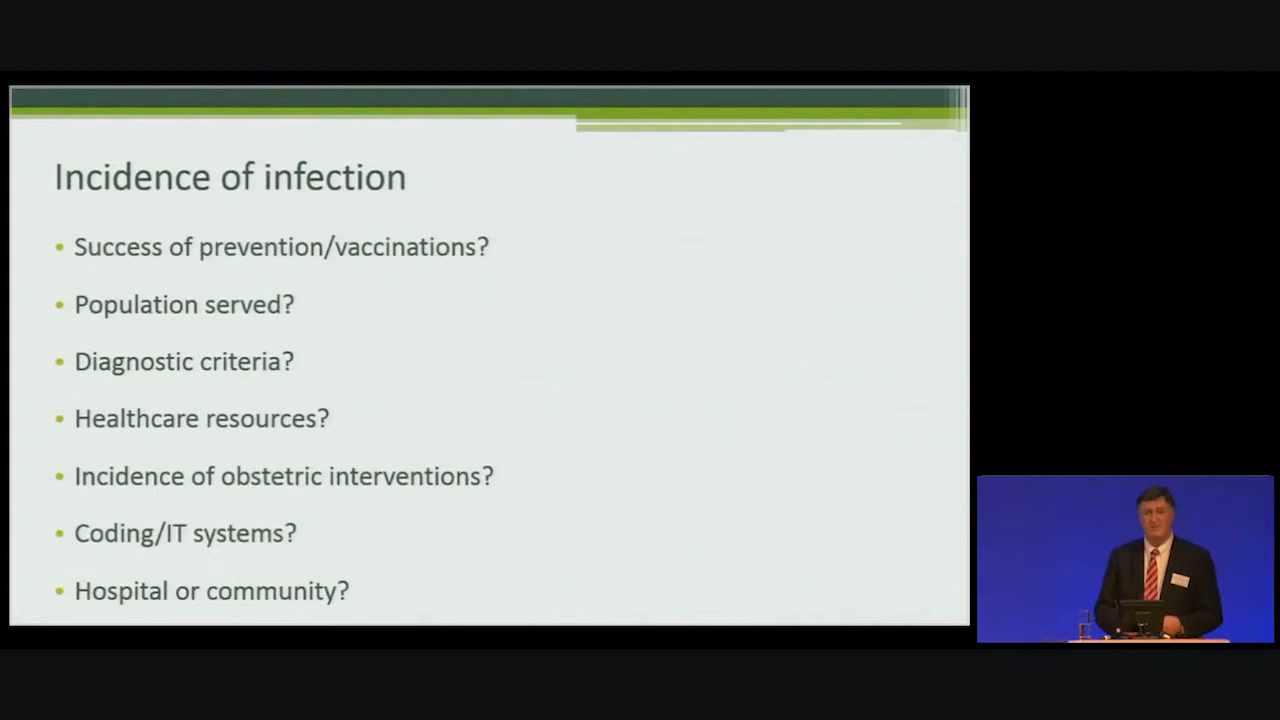 Incidence of infection
• Success of prevention/vaccinations?
• Population served?
• Diagnostic criteria?
• Healthcare resources?
• Incidence of obstetric interventions?
• Coding/IT systems?
• Hospital or community?